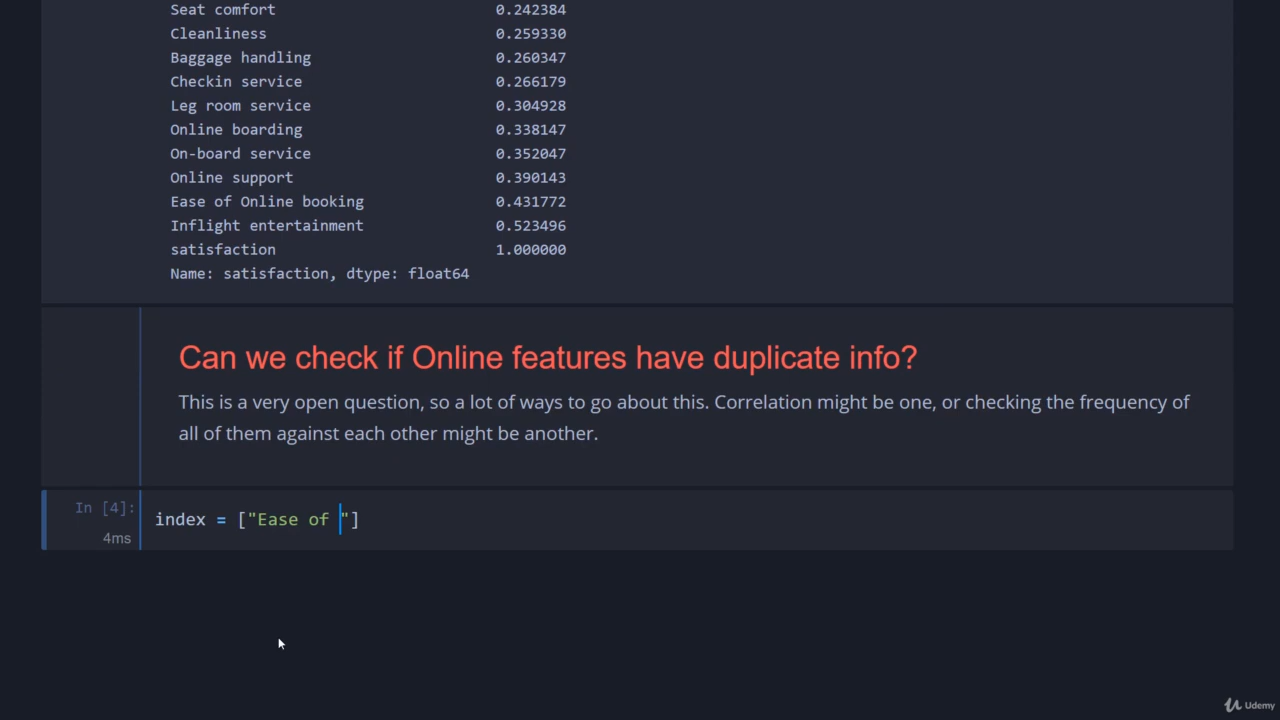 Seat comfort 0.242384
Cleanliness 0.259330
Baggage handling 0.260347
Checkin service 0.266179
Leg room service 0.304928
Online boarding 0.338147
On-board service 0.352047
Online support 0.390143
Ease of Online booking 0.431772
Inflight entertainment 0.523496
satisfaction 1.000000
Name: satisfaction, dtype: float64
Can we check if Online features have duplicate info?
This is a very open question, so a lot of ways to go about this. Correlation might be one, or checking the frequency of
all of them against each other might be another.
In [4]:
index = ["Ease of "]
4ms
Udemy